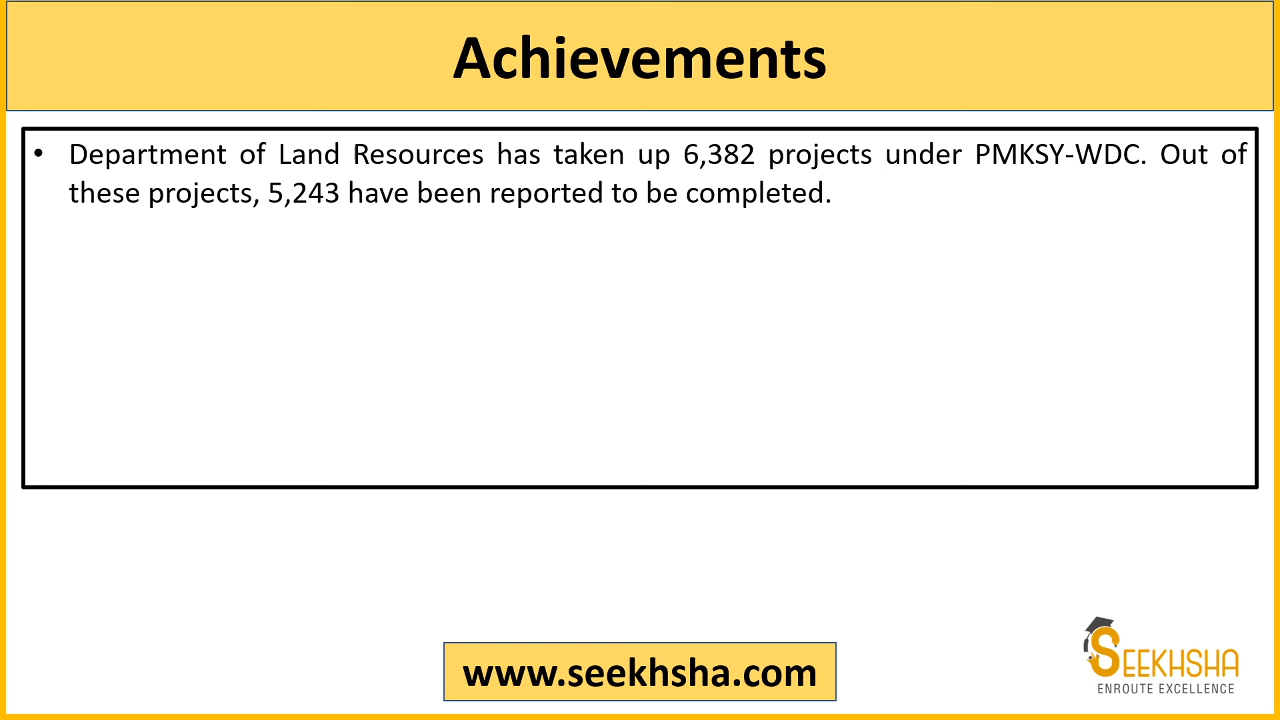 Achievements
• Department of Land Resources has taken up 6,382 projects under PMKSY-WDC. Out of
these projects, 5,243 have been reported to be completed.
www.seekhsha.com
SEEKHSHA
ENROUTE EXCELLENCE